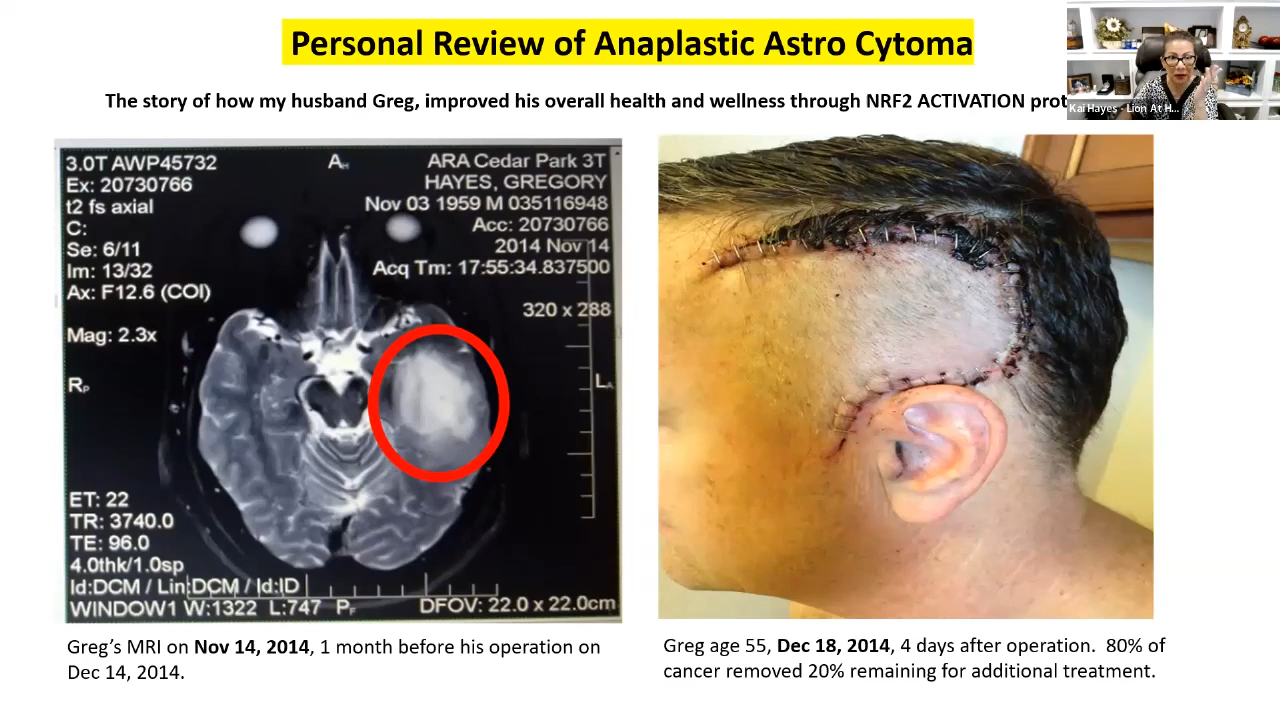 Personal Review of Anaplastic Astro Cytoma
The story of how my husband Greg, improved his overall health and wellness through NRF2 ACTIVATION
Kai Hayes - Lion At H...
3.0T AWP45732
Ex: 20730766
t2 fs axial
C:
Se: 6/11
Im: 13/32
Ax: F12.6 (COI)
Mag: 2.3x
AH
ARA Cedar Park 3T
HAYES, GREGORY
Nov 03 1959 M 035116948
Acc: 20730766
2014 Nov 14
Acq Tm: 17:55:34.837500
320 x 288
RP
LA
ET: 22
TR: 3740.0
TE: 96.0
4.0thk/1.0sp
Id:DCM / Lin:DCM / Id:ID
WINDOW1 W:1322 L:747 PF
DFOV: 22.0 x 22.0cm
Greg's MRI on Nov 14, 2014, 1 month before his operation on
Dec 14, 2014.
Greg age 55, Dec 18, 2014, 4 days after operation. 80% of
cancer removed 20% remaining for additional treatment.